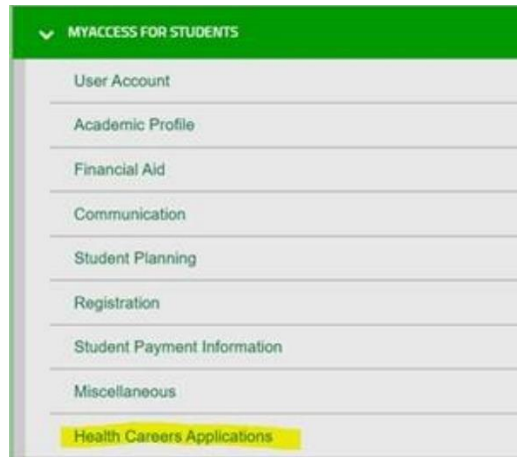 MYACCESS FOR STUDENTS
User Account
Academic Profile
Financial Aid
Communication
Student Planning
Registration
Student Payment Information
Miscellaneous
Health Careers Applications